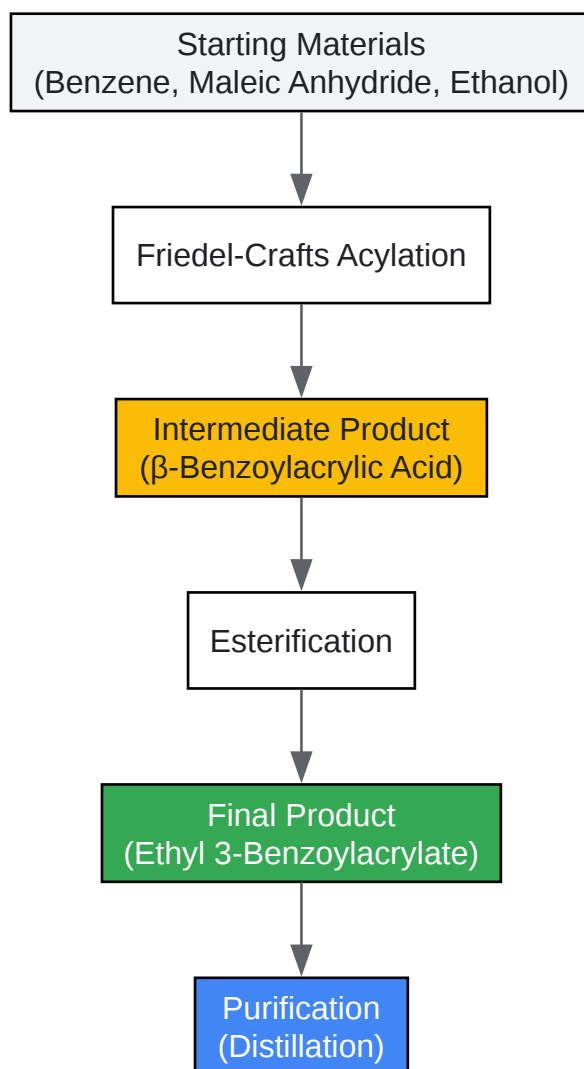 Starting Materials
(Benzene, Maleic Anhydride, Ethanol)
Friedel-Crafts Acylation
Intermediate Product
(β-Benzoylacrylic Acid)
Esterification
Final Product
(Ethyl 3-Benzoylacrylate)
Purification
(Distillation)